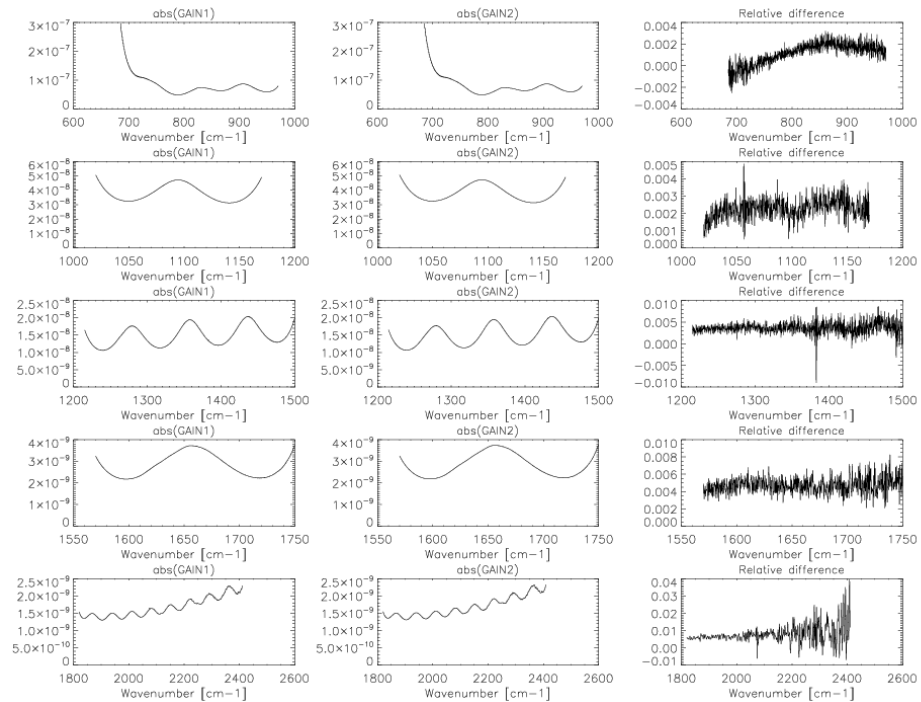 abs(GAIN1) abs(GAIN2) Relative difference
3×10⁻⁷ 3×10⁻⁷ 0.004
2×10⁻⁷ 2×10⁻⁷ 0.002
1×10⁻⁷ 1×10⁻⁷ 0.000
−0.002
0 0 −0.004
600 700 800 900 1000 600 700 800 900 1000 600 700 800 900 1000
Wavenumber [cm−1] Wavenumber [cm−1] Wavenumber [cm−1]
abs(GAIN1) abs(GAIN2) Relative difference
6×10⁻⁸ 6×10⁻⁸ 0.005
5×10⁻⁸ 5×10⁻⁸ 0.004
4×10⁻⁸ 4×10⁻⁸ 0.003
3×10⁻⁸ 3×10⁻⁸ 0.002
2×10⁻⁸ 2×10⁻⁸ 0.001
1×10⁻⁸ 1×10⁻⁸ 0.000
0 0
1000 1050 1100 1150 1200 1000 1050 1100 1150 1200 1000 1050 1100 1150 1200
Wavenumber [cm−1] Wavenumber [cm−1] Wavenumber [cm−1]
abs(GAIN1) abs(GAIN2) Relative difference
2.5×10⁻⁸ 2.5×10⁻⁸ 0.010
2.0×10⁻⁸ 2.0×10⁻⁸ 0.005
1.5×10⁻⁸ 1.5×10⁻⁸ 0.000
1.0×10⁻⁸ 1.0×10⁻⁸ −0.005
5.0×10⁻⁹ 5.0×10⁻⁹ −0.010
0 0
1200 1300 1400 1500 1200 1300 1400 1500 1200 1300 1400 1500
Wavenumber [cm−1] Wavenumber [cm−1] Wavenumber [cm−1]
abs(GAIN1) abs(GAIN2) Relative difference
4×10⁻⁹ 4×10⁻⁹ 0.010
3×10⁻⁹ 3×10⁻⁹ 0.008
2×10⁻⁹ 2×10⁻⁹ 0.006
1×10⁻⁹ 1×10⁻⁹ 0.004
0.002
0 0 0.000
1550 1600 1650 1700 1750 1550 1600 1650 1700 1750 1550 1600 1650 1700 1750
Wavenumber [cm−1] Wavenumber [cm−1] Wavenumber [cm−1]
abs(GAIN1) abs(GAIN2) Relative difference
2.5×10⁻⁹ 2.5×10⁻⁹ 0.04
2.0×10⁻⁹ 2.0×10⁻⁹ 0.03
1.5×10⁻⁹ 1.5×10⁻⁹ 0.02
1.0×10⁻⁹ 1.0×10⁻⁹ 0.01
5.0×10⁻¹⁰ 5.0×10⁻¹⁰ 0.00
0 0 −0.01
1800 2000 2200 2400 2600 1800 2000 2200 2400 2600 1800 2000 2200 2400 2600
Wavenumber [cm−1] Wavenumber [cm−1] Wavenumber [cm−1]